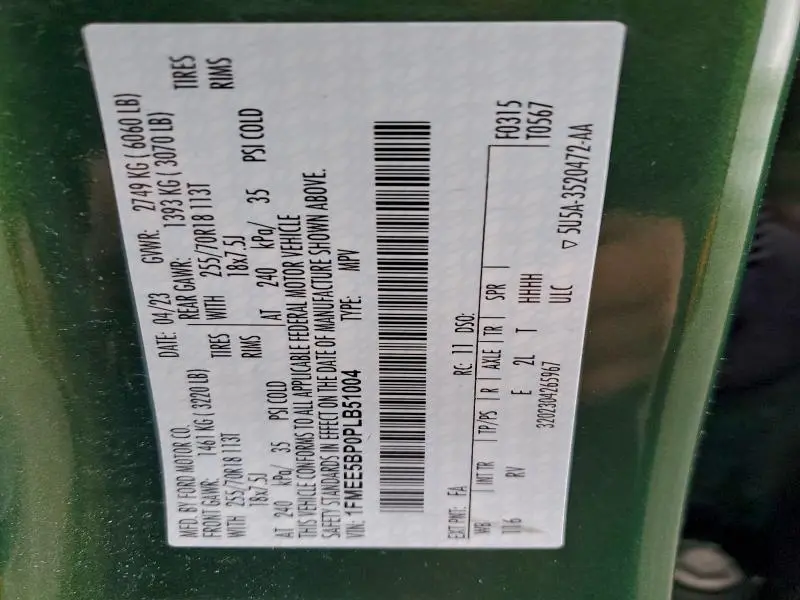 MFD. BY FORD MOTOR CO.
DATE: 04/23 GVWR: 2749 KG ( 6060 LB)
FRONT GAWR: 1461 KG ( 3220 LB) REAR GAWR: 1393 KG ( 3070 LB)
WITH 255/70R18 113T TIRES WITH 255/70R18 113T TIRES
18x7.5J RIMS 18x7.5J RIMS
AT 240 kPa/ 35 PSI COLD AT 240 kPa/ 35 PSI COLD
THIS VEHICLE CONFORMS TO ALL APPLICABLE FEDERAL MOTOR VEHICLE
SAFETY STANDARDS IN EFFECT ON THE DATE OF MANUFACTURE SHOWN ABOVE.
VIN: 1FMEE5BP0PLB51004 TYPE: MPV
EXT PNT: FA RC: 11 DSO:
WB INT TR TP/PS R AXLE TR SPR F0315
116 RV E 2L T HHHH T0567
3202304265967 ULC
▽ 5U5A-3520472-AA